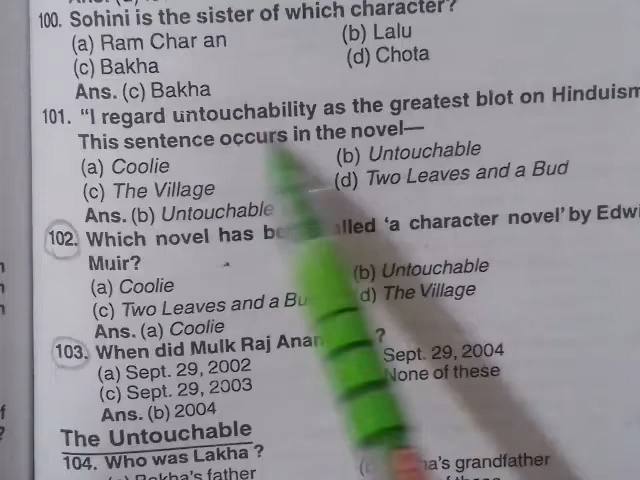 100. Sohini is the sister of which character?
(a) Ram Char an (b) Lalu
(c) Bakha (d) Chota
Ans. (c) Bakha
101. "I regard untouchability as the greatest blot on Hinduism
This sentence occurs in the novel—
(a) Coolie (b) Untouchable
(c) The Village (d) Two Leaves and a Bud
Ans. (b) Untouchable
102. Which novel has be lled 'a character novel' by Edwi
Muir?
(a) Coolie (b) Untouchable
(c) Two Leaves and a Bu d) The Village
Ans. (a) Coolie
103. When did Mulk Raj Anan ?
(a) Sept. 29, 2002 Sept. 29, 2004
(c) Sept. 29, 2003 None of these
Ans. (b) 2004
The Untouchable
104. Who was Lakha ?
Bakha's father ha's grandfather